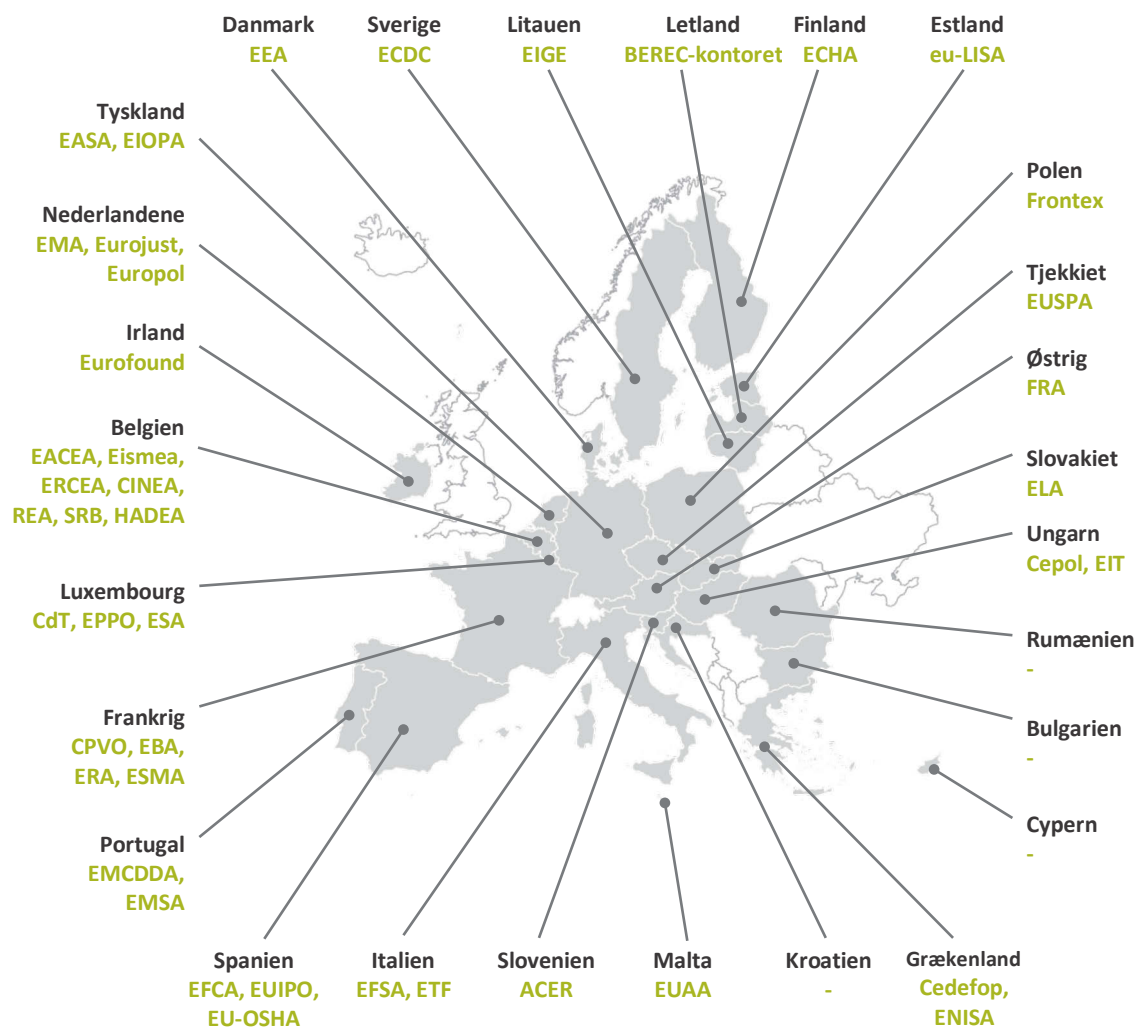 Danmark
EEA
Sverige
ECDC
Litauen
EIGE
Letland
BEREC-kontoret
Finland
ECHA
Estland
eu-LISA
Tyskland
EASA, EIOPA
Nederlandene
EMA, Eurojust,
Europol
Irland
Eurofound
Belgien
EACEA, Eismea,
ERCEA, CINEA,
REA, SRB, HADEA
Luxembourg
CdT, EPPO, ESA
Frankrig
CPVO, EBA,
ERA, ESMA
Portugal
EMCDDA,
EMSA
Polen
Frontex
Tjekkiet
EUSPA
Østrig
FRA
Slovakiet
ELA
Ungarn
Cepol, EIT
Rumænien
-
Bulgarien
-
Cypern
-
Spanien
EFCA, EUIPO,
EU-OSHA
Italien
EFSA, ETF
Slovenien
ACER
Malta
EUAA
Kroatien
-
Grækenland
Cedefop,
ENISA